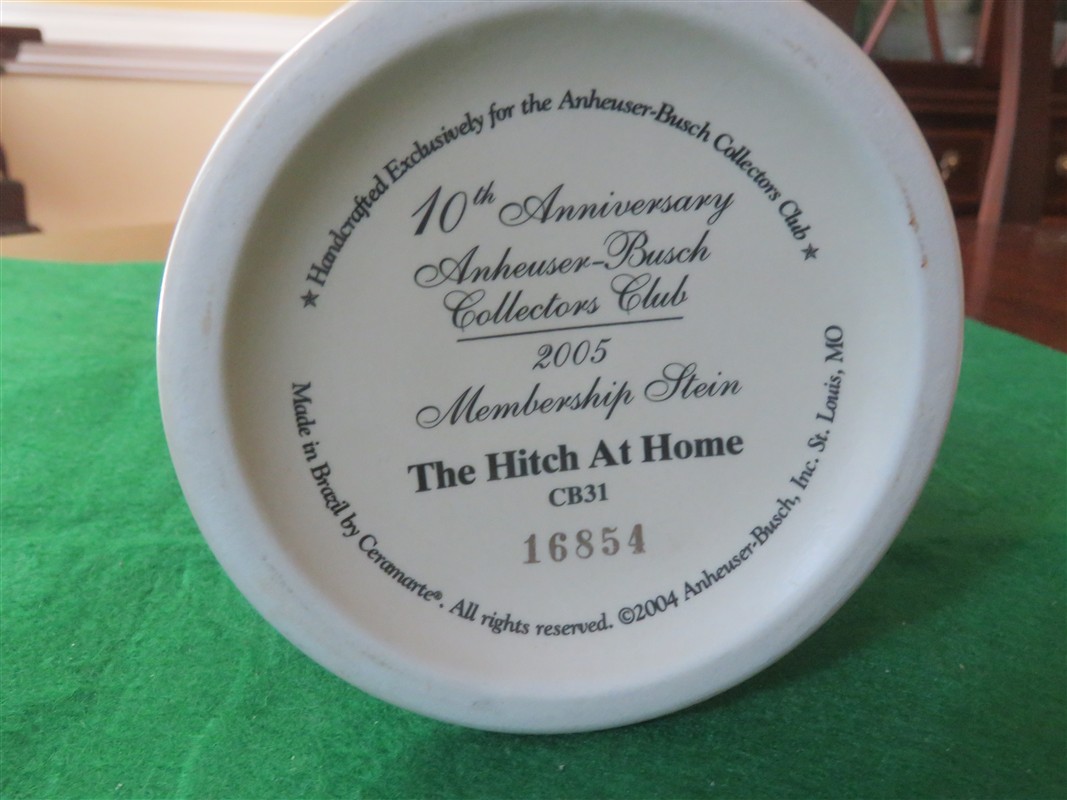 ★ Handcrafted Exclusively for the Anheuser-Busch Collectors Club ★
10th Anniversary
Anheuser-Busch
Collectors Club
2005
Membership Stein
The Hitch At Home
CB31
16854
Made in Brazil by Ceramarte®. All rights reserved. ©2004 Anheuser-Busch, Inc. St. Louis, MO